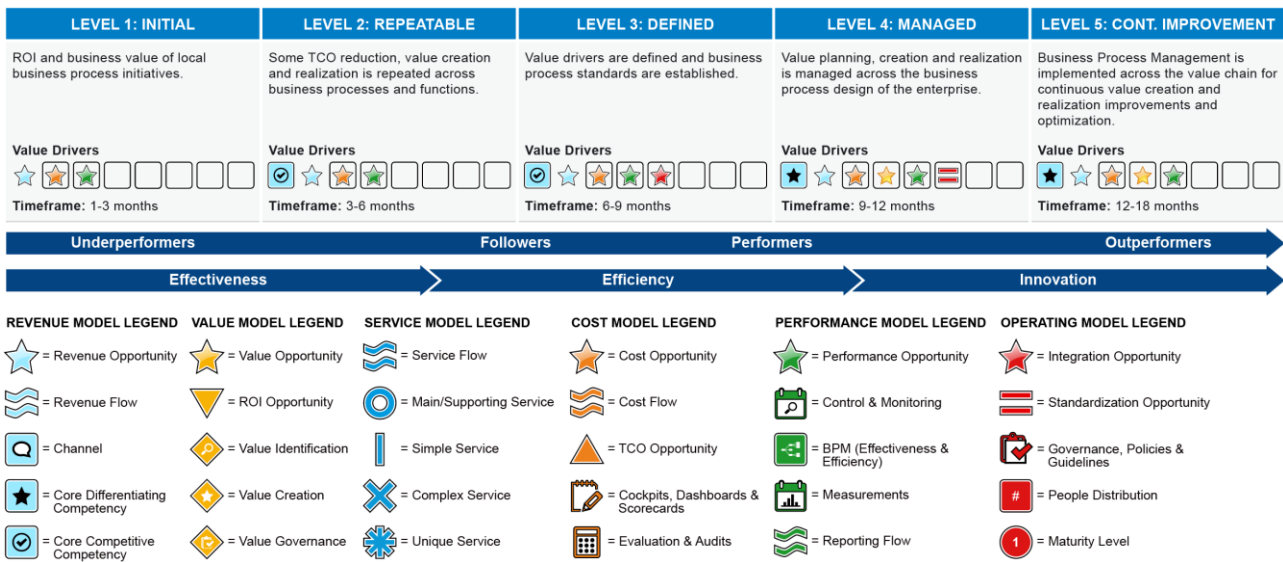 LEVEL 1: INITIAL
ROI and business value of local
business process initiatives.
Value Drivers
Timeframe: 1-3 months
LEVEL 2: REPEATABLE
Some TCO reduction, value creation
and realization is repeated across
business processes and functions.
Value Drivers
Timeframe: 3-6 months
LEVEL 3: DEFINED
Value drivers are defined and business
process standards are established.
Value Drivers
Timeframe: 6-9 months
LEVEL 4: MANAGED
Value planning, creation and realization
is managed across the business
process design of the enterprise.
Value Drivers
Timeframe: 9-12 months
LEVEL 5: CONT. IMPROVEMENT
Business Process Management is
implemented across the value chain for
continuous value creation and
realization improvements and
optimization.
Value Drivers
Timeframe: 12-18 months
Underperformers
Followers
Performers
Outperformers
Effectiveness
Efficiency
Innovation
REVENUE MODEL LEGEND
= Revenue Opportunity
= Revenue Flow
= Channel
= Core Differentiating
Competency
= Core Competitive
Competency
VALUE MODEL LEGEND
= Value Opportunity
= ROI Opportunity
= Value Identification
= Value Creation
= Value Governance
SERVICE MODEL LEGEND
= Service Flow
= Main/Supporting Service
= Simple Service
= Complex Service
= Unique Service
COST MODEL LEGEND
= Cost Opportunity
= Cost Flow
= TCO Opportunity
= Cockpits, Dashboards &
Scorecards
= Evaluation & Audits
PERFORMANCE MODEL LEGEND
= Performance Opportunity
= Control & Monitoring
= BPM (Effectiveness &
Efficiency)
= Measurements
= Reporting Flow
OPERATING MODEL LEGEND
= Integration Opportunity
= Standardization Opportunity
= Governance, Policies &
Guidelines
# = People Distribution
1 = Maturity Level